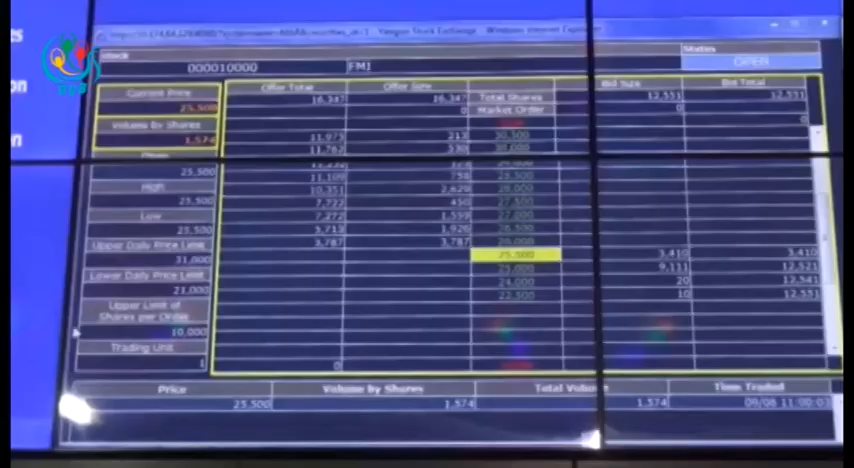 Yangon Stock Exchange - Windows Internet Explorer
Stock
Status
000010000 FMI OPEN
Current Price
25,500
Volume By Shares
1,574
Open
25,500
High
25,500
Low
25,500
Upper Daily Price Limit
31,000
Lower Daily Price Limit
21,000
Upper Limit of
Shares per Order
10,000
Trading Unit
1
Offer Total Offer Size Bid Size Bid Total
16,347 16,347 Total Shares 12,551 12,551
0 Market Order 0
0
11,975 213 30,500
11,762 330 30,000
11,109 758 28,500
10,351 2,629 28,000
7,722 450 27,500
7,272 1,559 27,000
5,713 1,926 26,500
3,787 3,787 26,000
25,500 3,410 3,410
25,000 9,111 12,521
24,000 20 12,541
22,500 10 12,551
0
Price Volume by Shares Total Volume Time Traded
25,500 1,574 1,574 09/06 11:00:03